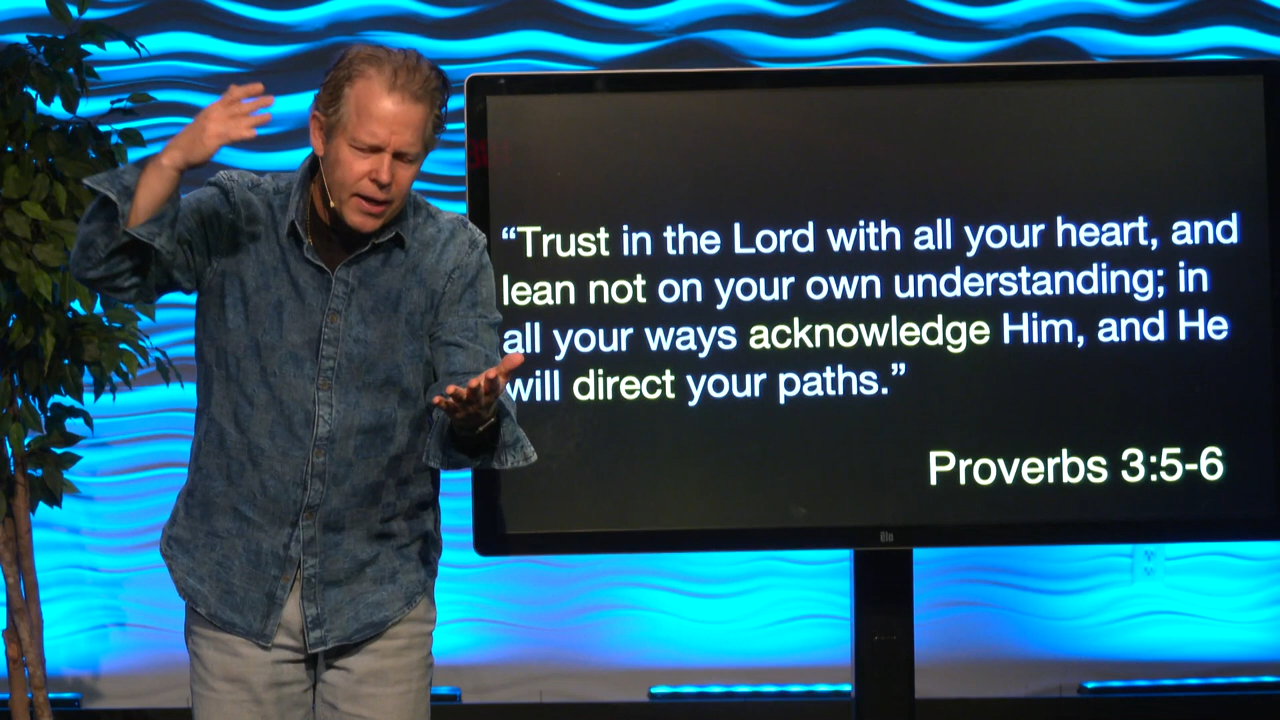 “Trust in the Lord with all your heart, and
lean not on your own understanding; in
all your ways acknowledge Him, and He
will direct your paths.”
Proverbs 3:5-6
elo